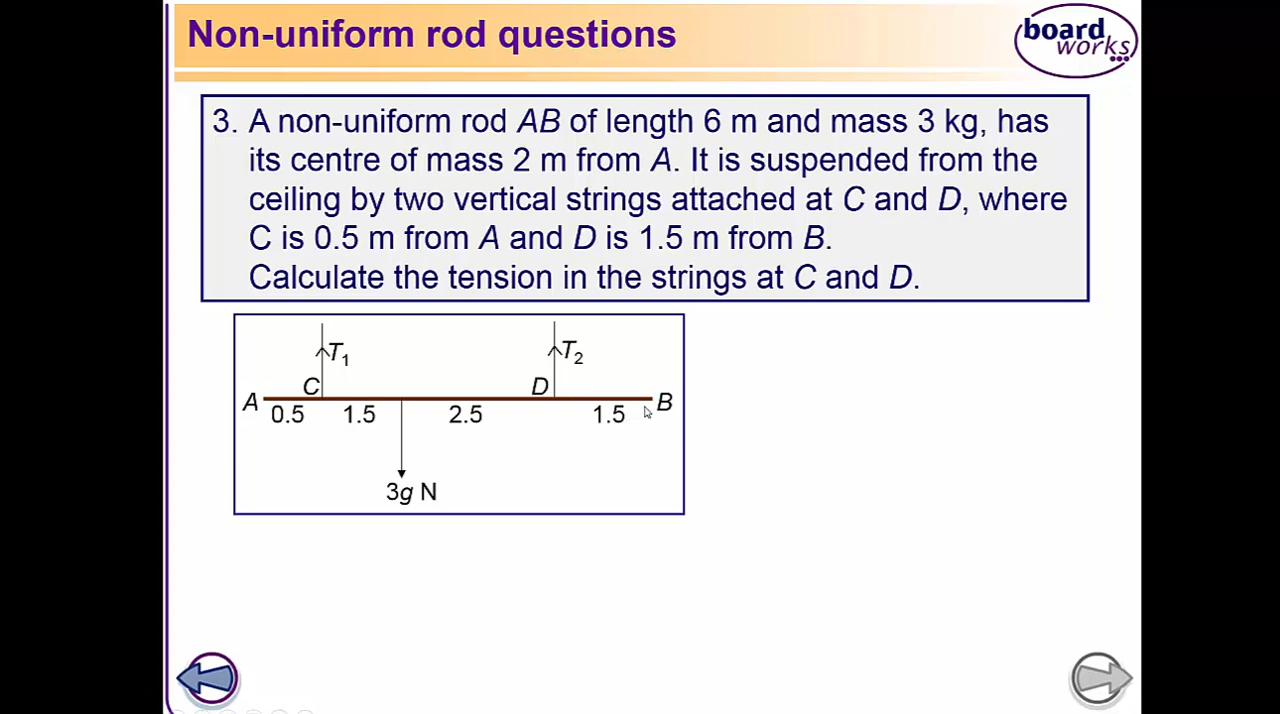 Non-uniform rod questions
board
works
3. A non-uniform rod AB of length 6 m and mass 3 kg, has
its centre of mass 2 m from A. It is suspended from the
ceiling by two vertical strings attached at C and D, where
C is 0.5 m from A and D is 1.5 m from B.
Calculate the tension in the strings at C and D.
T1 T2
C D
A B
0.5 1.5 2.5 1.5
3g N